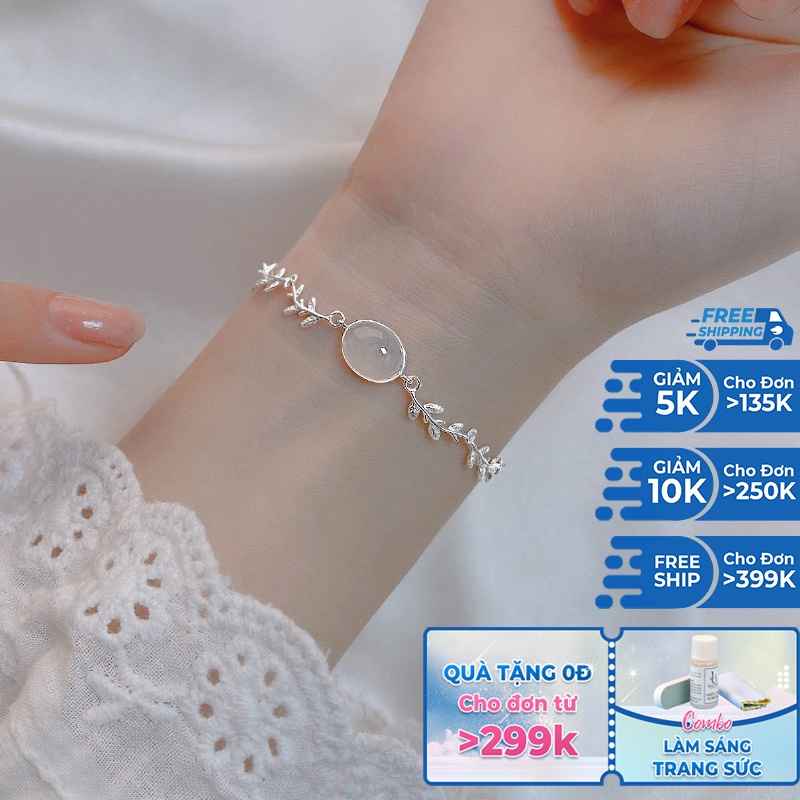 FREE
SHIPPING
GIẢM
5K
Cho Đơn
>135K
GIẢM
10K
Cho Đơn
>250K
FREE
SHIP
Cho Đơn
>399K
QUÀ TẶNG 0Đ
Cho đơn từ
>299k
Combo
LÀM SÁNG
TRANG SỨC